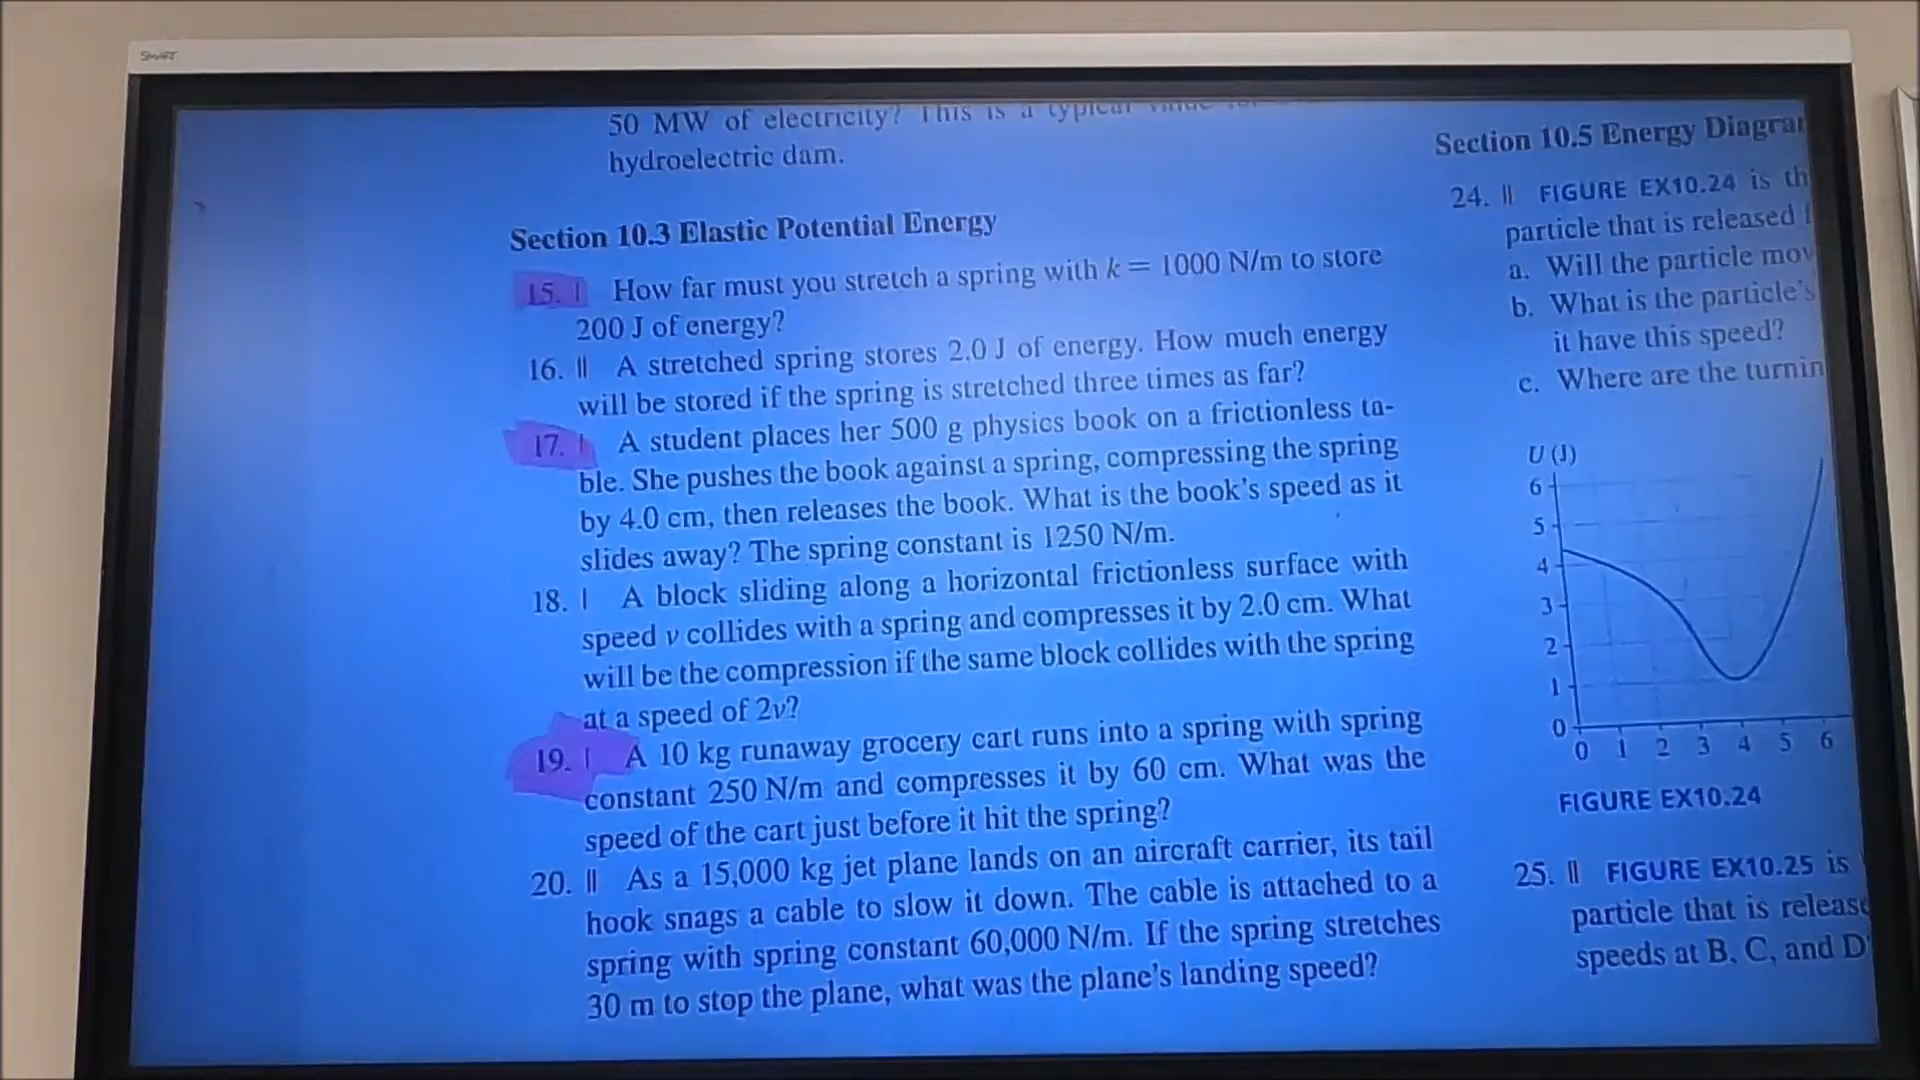 SMART
50 MW of electricity? This is a typical value for
hydroelectric dam.
Section 10.3 Elastic Potential Energy
15. | How far must you stretch a spring with k = 1000 N/m to store
200 J of energy?
16. || A stretched spring stores 2.0 J of energy. How much energy
will be stored if the spring is stretched three times as far?
17. | A student places her 500 g physics book on a frictionless ta-
ble. She pushes the book against a spring, compressing the spring
by 4.0 cm, then releases the book. What is the book's speed as it
slides away? The spring constant is 1250 N/m.
18. | A block sliding along a horizontal frictionless surface with
speed v collides with a spring and compresses it by 2.0 cm. What
will be the compression if the same block collides with the spring
at a speed of 2v?
19. | A 10 kg runaway grocery cart runs into a spring with spring
constant 250 N/m and compresses it by 60 cm. What was the
speed of the cart just before it hit the spring?
20. || As a 15,000 kg jet plane lands on an aircraft carrier, its tail
hook snags a cable to slow it down. The cable is attached to a
spring with spring constant 60,000 N/m. If the spring stretches
30 m to stop the plane, what was the plane's landing speed?
Section 10.5 Energy Diagra
24. || FIGURE EX10.24 is th
particle that is released
a. Will the particle mov
b. What is the particle's
it have this speed?
c. Where are the turnin
U (J)
6
5
4
3
2
1
0
0 1 2 3 4 5 6
FIGURE EX10.24
25. || FIGURE EX10.25 is
particle that is release
speeds at B, C, and D